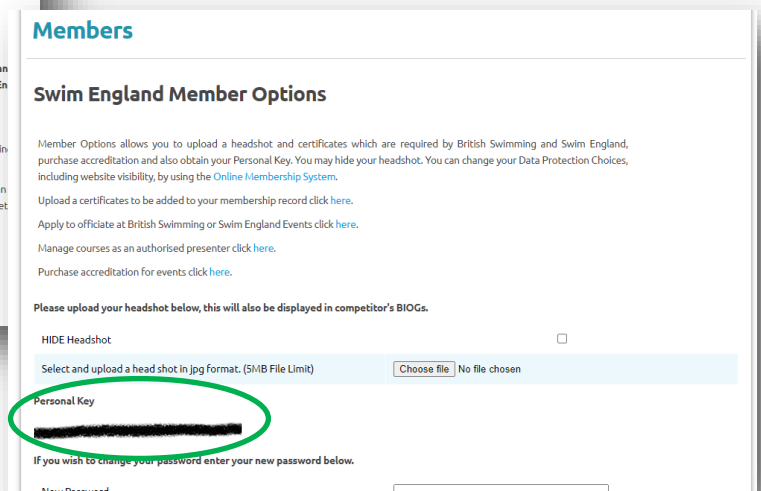 Members
Swim England Member Options
Member Options allows you to upload a headshot and certificates which are required by British Swimming and Swim England,
purchase accreditation and also obtain your Personal Key. You may hide your headshot. You can change your Data Protection Choices,
including website visibility, by using the Online Membership System.
Upload a certificates to be added to your membership record click here.
Apply to officiate at British Swimming or Swim England Events click here.
Manage courses as an authorised presenter click here.
Purchase accreditation for events click here.
Please upload your headshot below, this will also be displayed in competitor's BIOGs.
HIDE Headshot
Select and upload a head shot in jpg format. (5MB File Limit) Choose file No file chosen
Personal Key
If you wish to change your password enter your new password below.
New Password